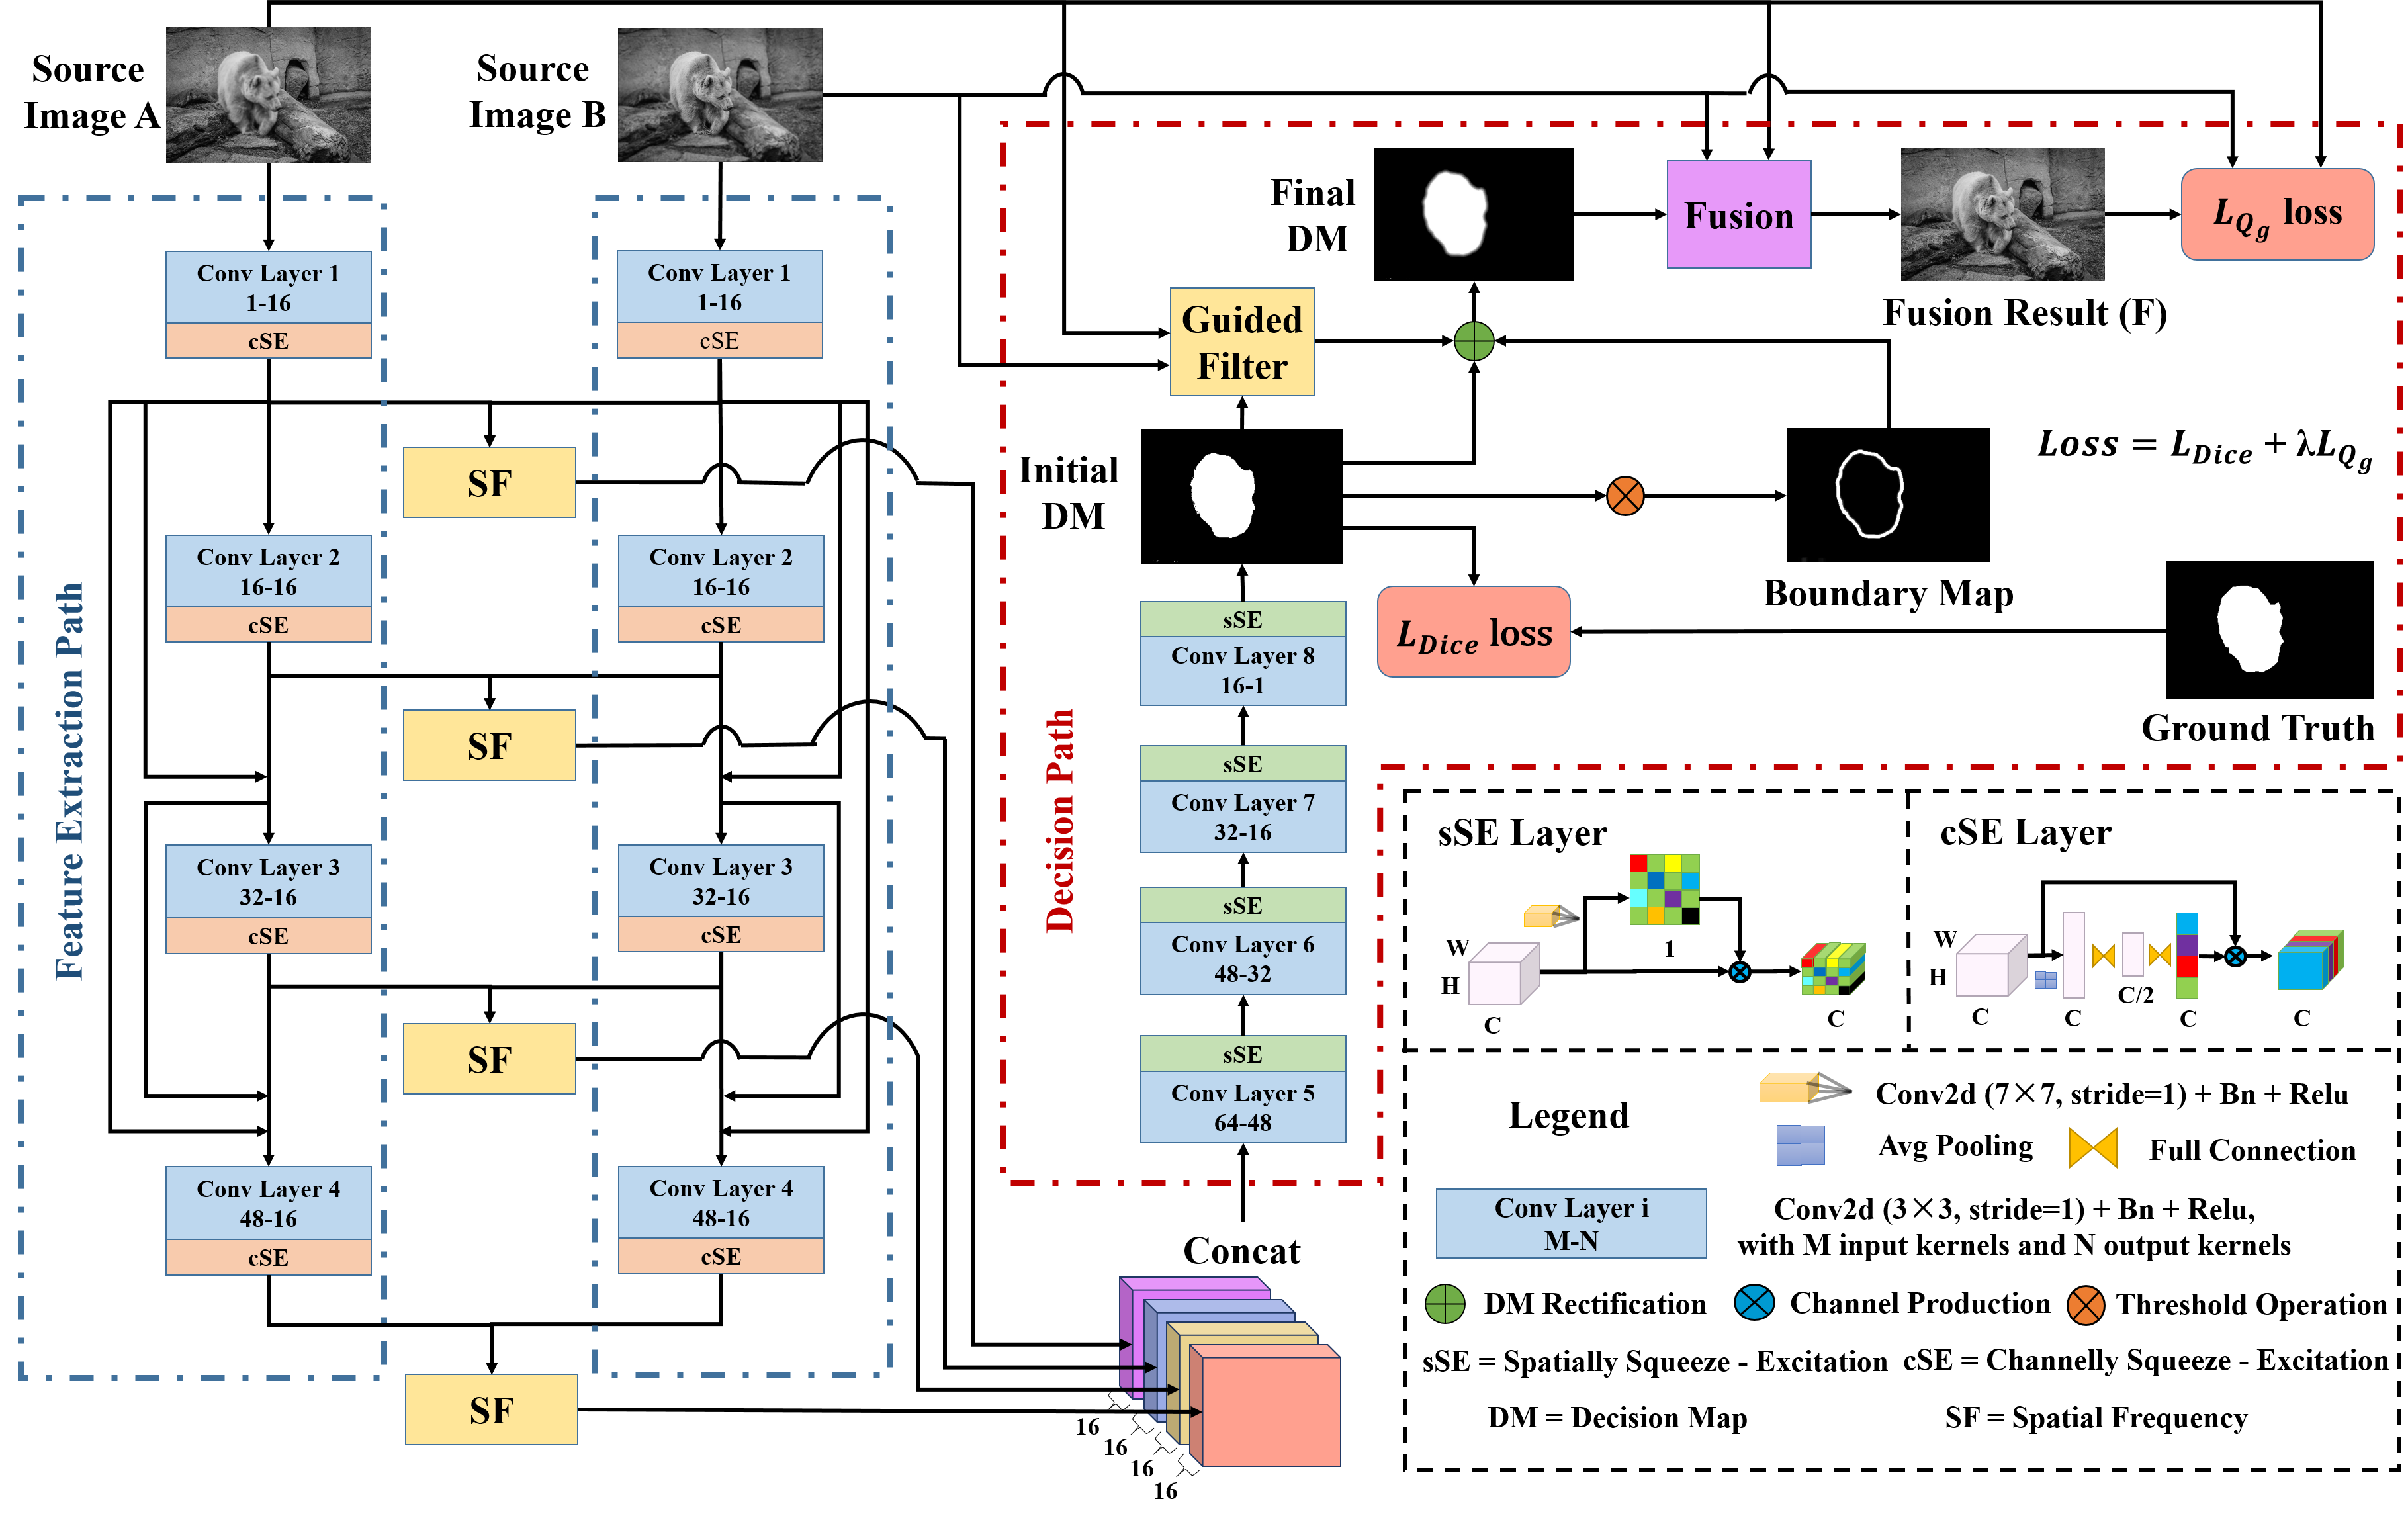 Source
Image A
Source
Image B
Feature Extraction Path
Conv Layer 1
1-16
cSE
Conv Layer 1
1-16
cSE
SF
Conv Layer 2
16-16
cSE
Conv Layer 2
16-16
cSE
SF
Conv Layer 3
32-16
cSE
Conv Layer 3
32-16
cSE
SF
Conv Layer 4
48-16
cSE
Conv Layer 4
48-16
cSE
SF
Concat
16
16
16
16
Decision Path
sSE
Conv Layer 5
64-48
sSE
Conv Layer 6
48-32
sSE
Conv Layer 7
32-16
sSE
Conv Layer 8
16-1
Initial
DM
Guided
Filter
Final
DM
Fusion
Fusion Result (F)
L_{Q_g} loss
Loss = L_{Dice} + λL_{Q_g}
Boundary Map
L_{Dice} loss
Ground Truth
sSE Layer
W
H
C
1
C
cSE Layer
W
H
C
C
C/2
C
C
Legend
Conv2d (7×7, stride=1) + Bn + Relu
Avg Pooling
Full Connection
Conv Layer i
M-N
Conv2d (3×3, stride=1) + Bn + Relu,
with M input kernels and N output kernels
DM Rectification
Channel Production
Threshold Operation
sSE = Spatially Squeeze - Excitation
cSE = Channelly Squeeze - Excitation
DM = Decision Map
SF = Spatial Frequency